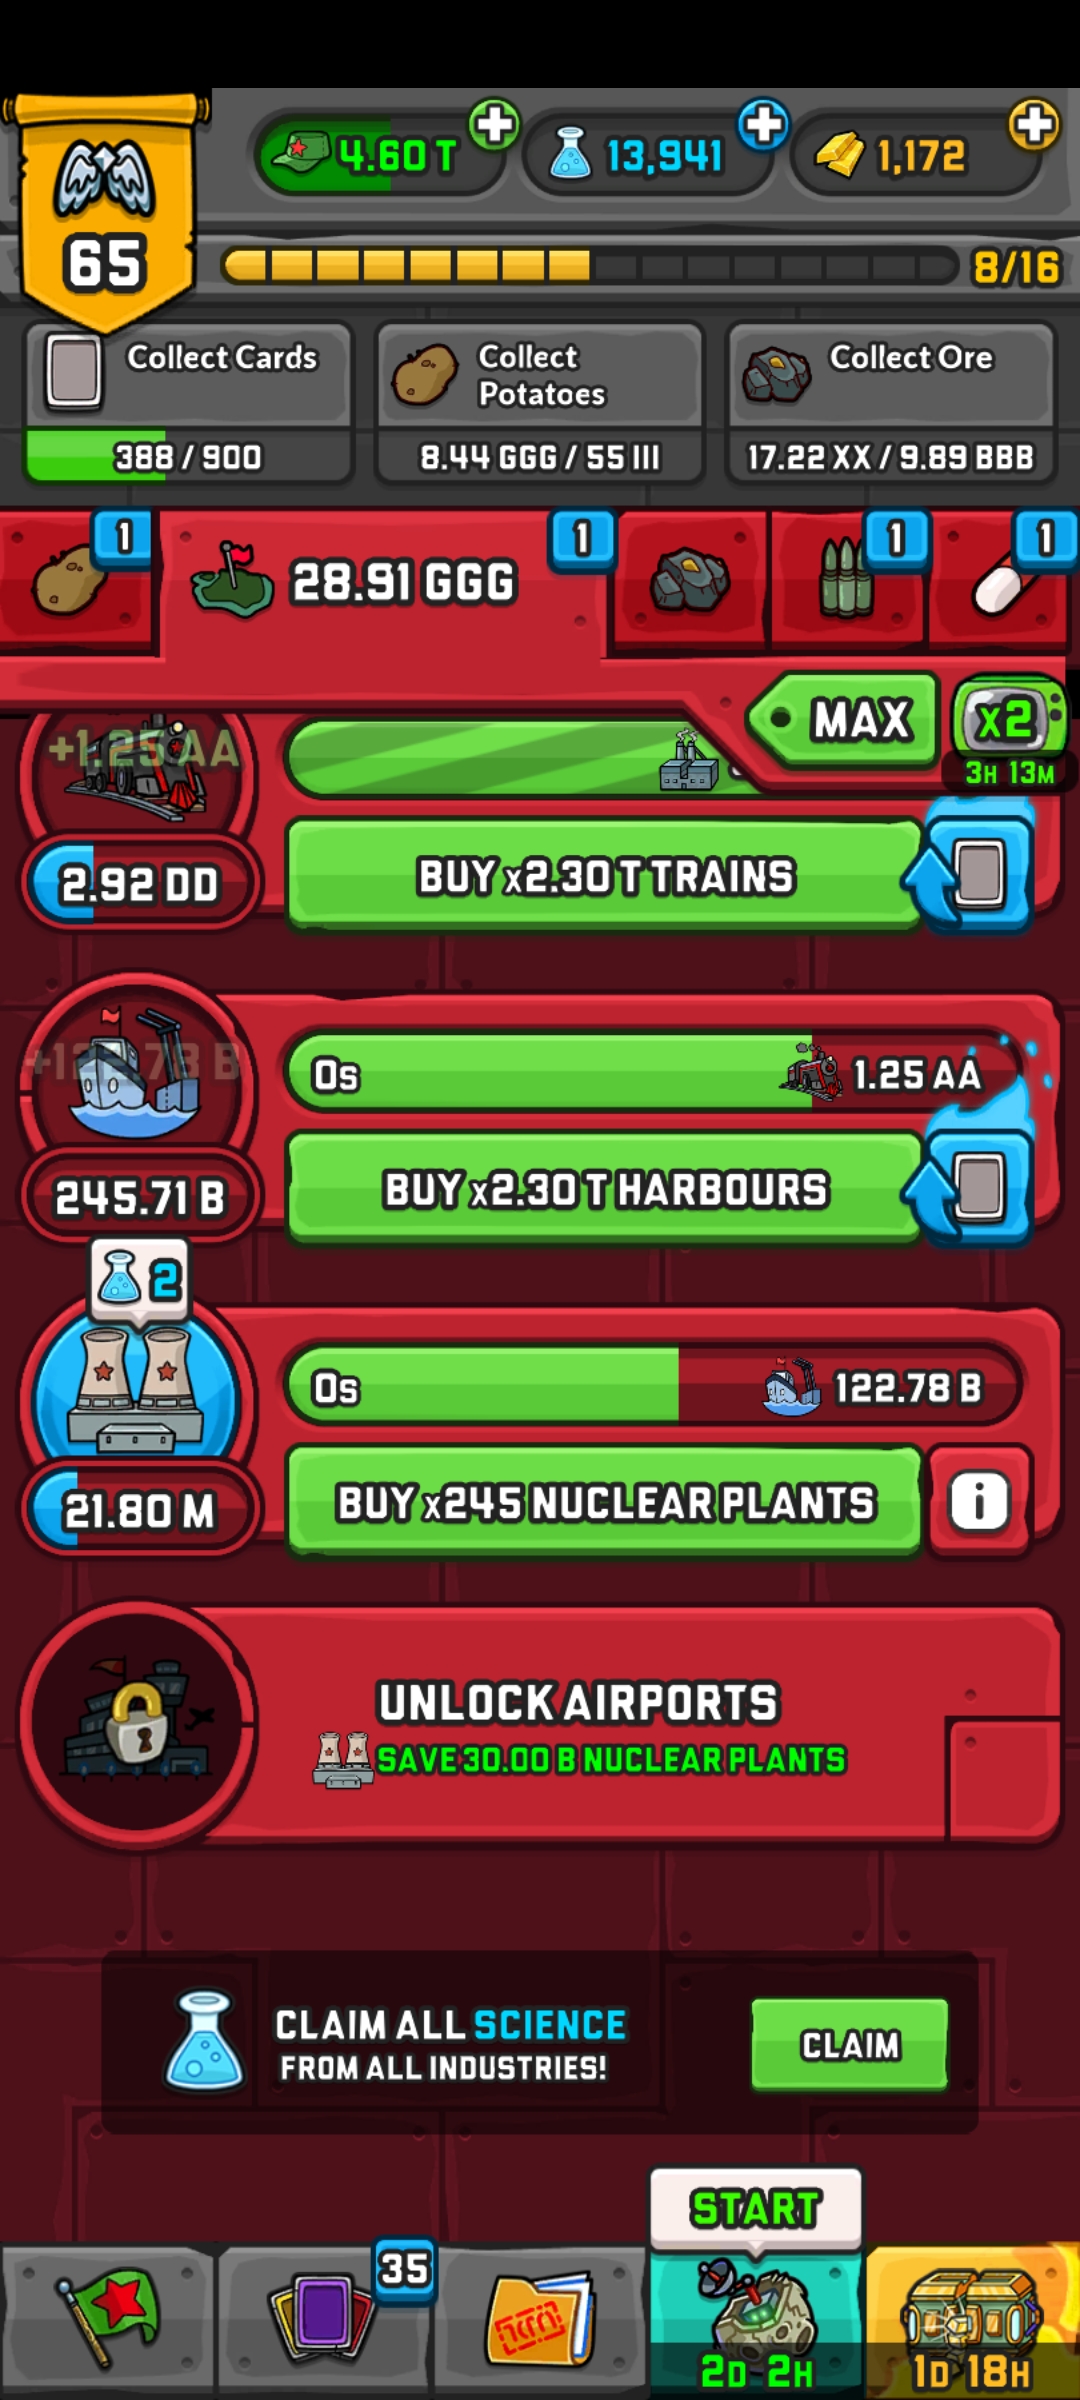 4.60 T
13,941
1,172
65
8/16
Collect Cards
388 / 900
Collect
Potatoes
8.44 GGG / 55 III
Collect Ore
17.22 XX / 9.89 BBB
1
28.91 GGG
1
1
1
MAX
x2
3H 13M
+1.25 AA
2.92 DD
BUY x2.30 T TRAINS
0s
1.25 AA
245.71 B
BUY x2.30 T HARBOURS
2
0s
122.78 B
21.80 M
BUY x245 NUCLEAR PLANTS
i
UNLOCK AIRPORTS
SAVE 30.00 B NUCLEAR PLANTS
CLAIM ALL SCIENCE
FROM ALL INDUSTRIES!
CLAIM
START
35
2D 2H
1D 18H